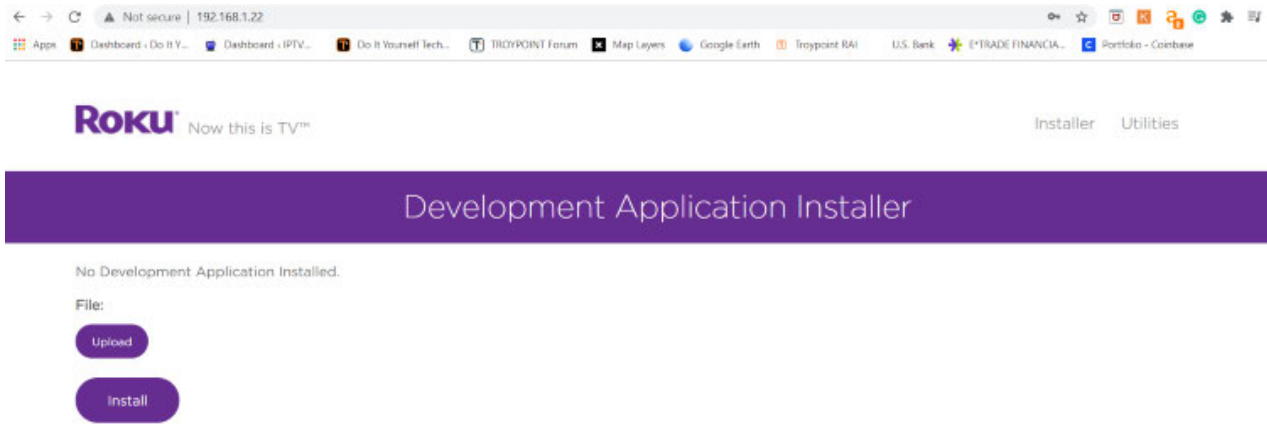 Not secure | 192.168.1.22
Apps Dashboard ‹ Do It Y... Dashboard ‹ IPTV... Do It Yourself Tech... TROYPOINT Forum Map Layers Google Earth Troypoint RAI U.S. Bank E*TRADE FINANCIA... Portfolio - Coinbase
ROKU Now this is TV™ Installer Utilities
Development Application Installer
No Development Application Installed.
File:
Upload
Install